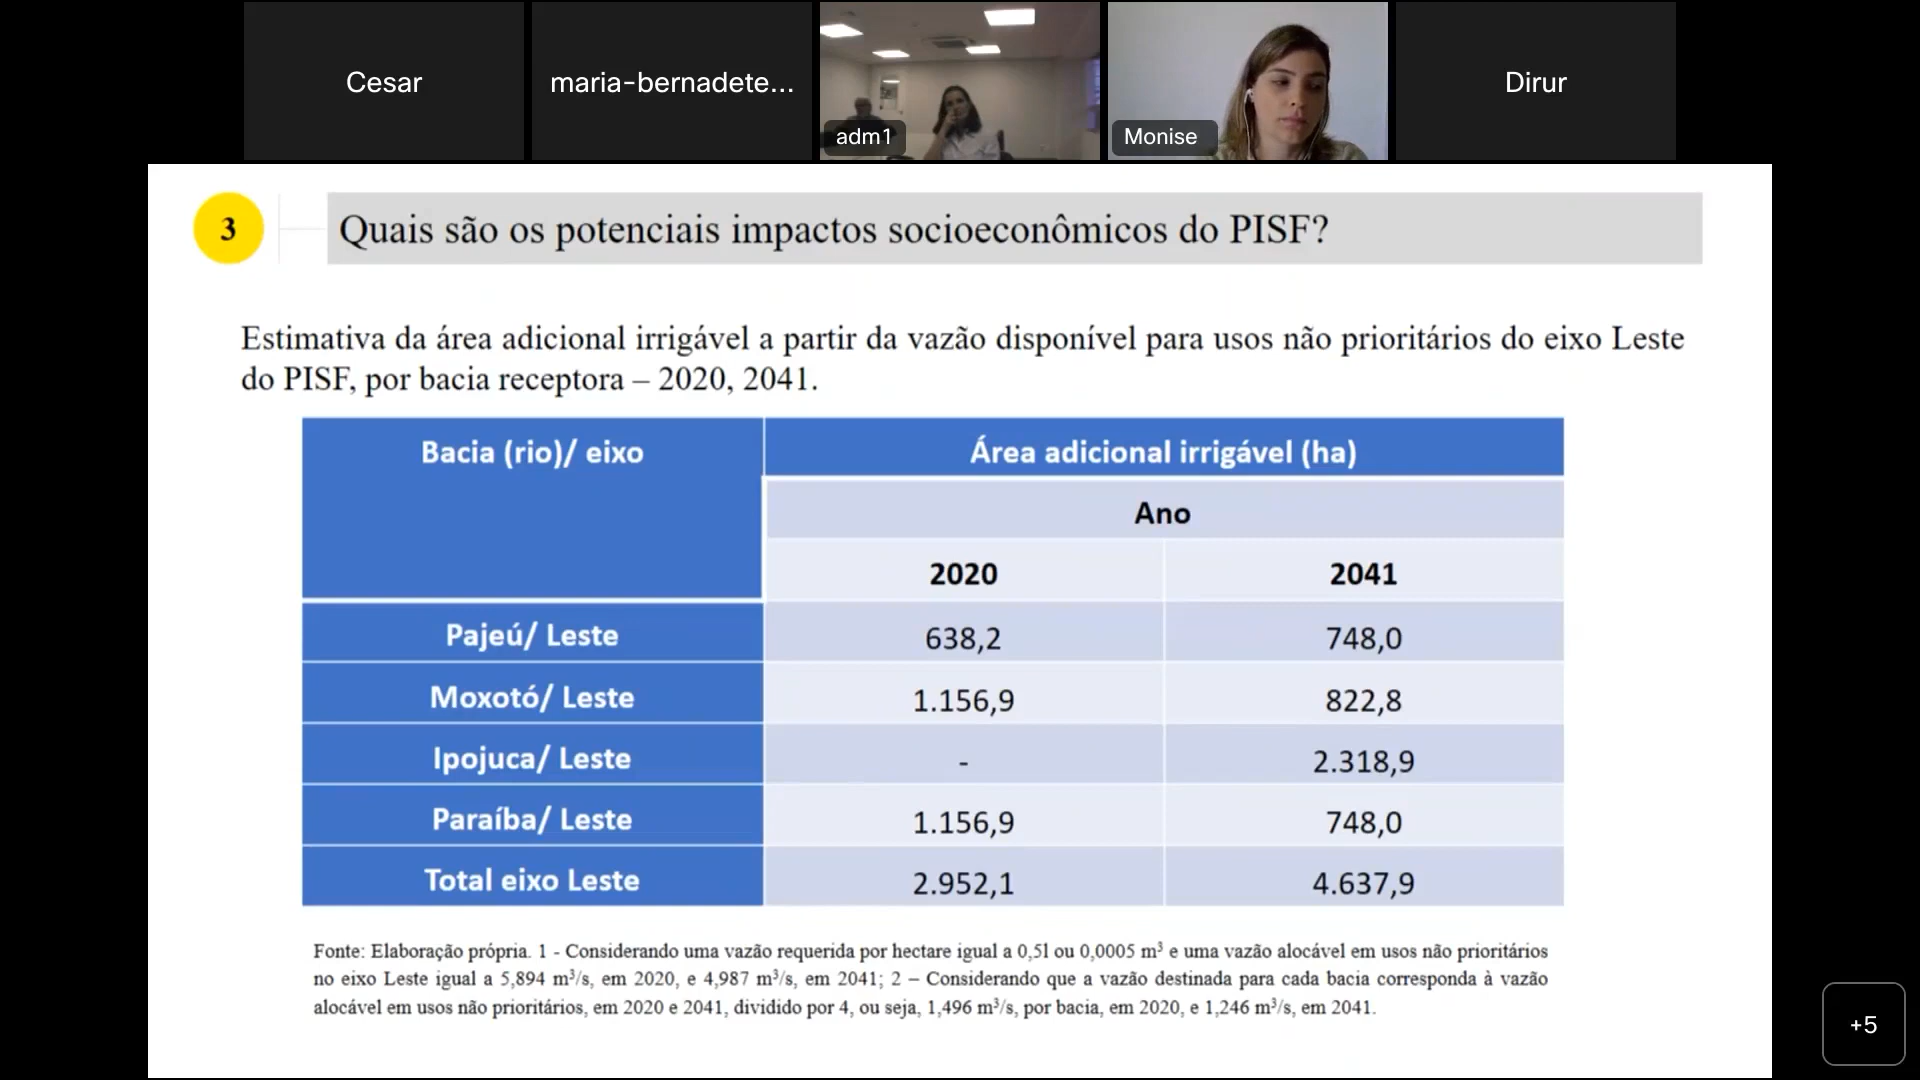 Cesar
maria-bernadete...
adm1
Monise
Dirur
3
Quais são os potenciais impactos socioeconômicos do PISF?
Estimativa da área adicional irrigável a partir da vazão disponível para usos não prioritários do eixo Leste
do PISF, por bacia receptora – 2020, 2041.
Bacia (rio)/ eixo
Área adicional irrigável (ha)
Ano
2020 2041
Pajeú/ Leste 638,2 748,0
Moxotó/ Leste 1.156,9 822,8
Ipojuca/ Leste - 2.318,9
Paraíba/ Leste 1.156,9 748,0
Total eixo Leste 2.952,1 4.637,9
Fonte: Elaboração própria. 1 - Considerando uma vazão requerida por hectare igual a 0,5l ou 0,0005 m³ e uma vazão alocável em usos não prioritários
no eixo Leste igual a 5,894 m³/s, em 2020, e 4,987 m³/s, em 2041; 2 – Considerando que a vazão destinada para cada bacia corresponda à vazão
alocável em usos não prioritários, em 2020 e 2041, dividido por 4, ou seja, 1,496 m³/s, por bacia, em 2020, e 1,246 m³/s, em 2041.
+5